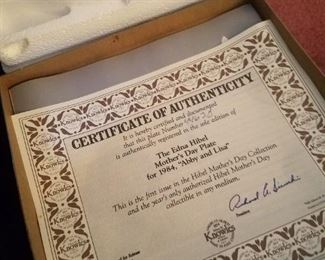 CERTIFICATE OF AUTHENTICITY
It is hereby certified and documented
that this plate Number
is authentically registered in the sole edition of
The Edna Hibel
Mother's Day Plate
for 1984, "Abby and Lisa"
This is the first issue in the Hibel Mother's Day Collection
and the year's only authorized Hibel Mother's Day
collectible in any medium.
Knowles
Knowles